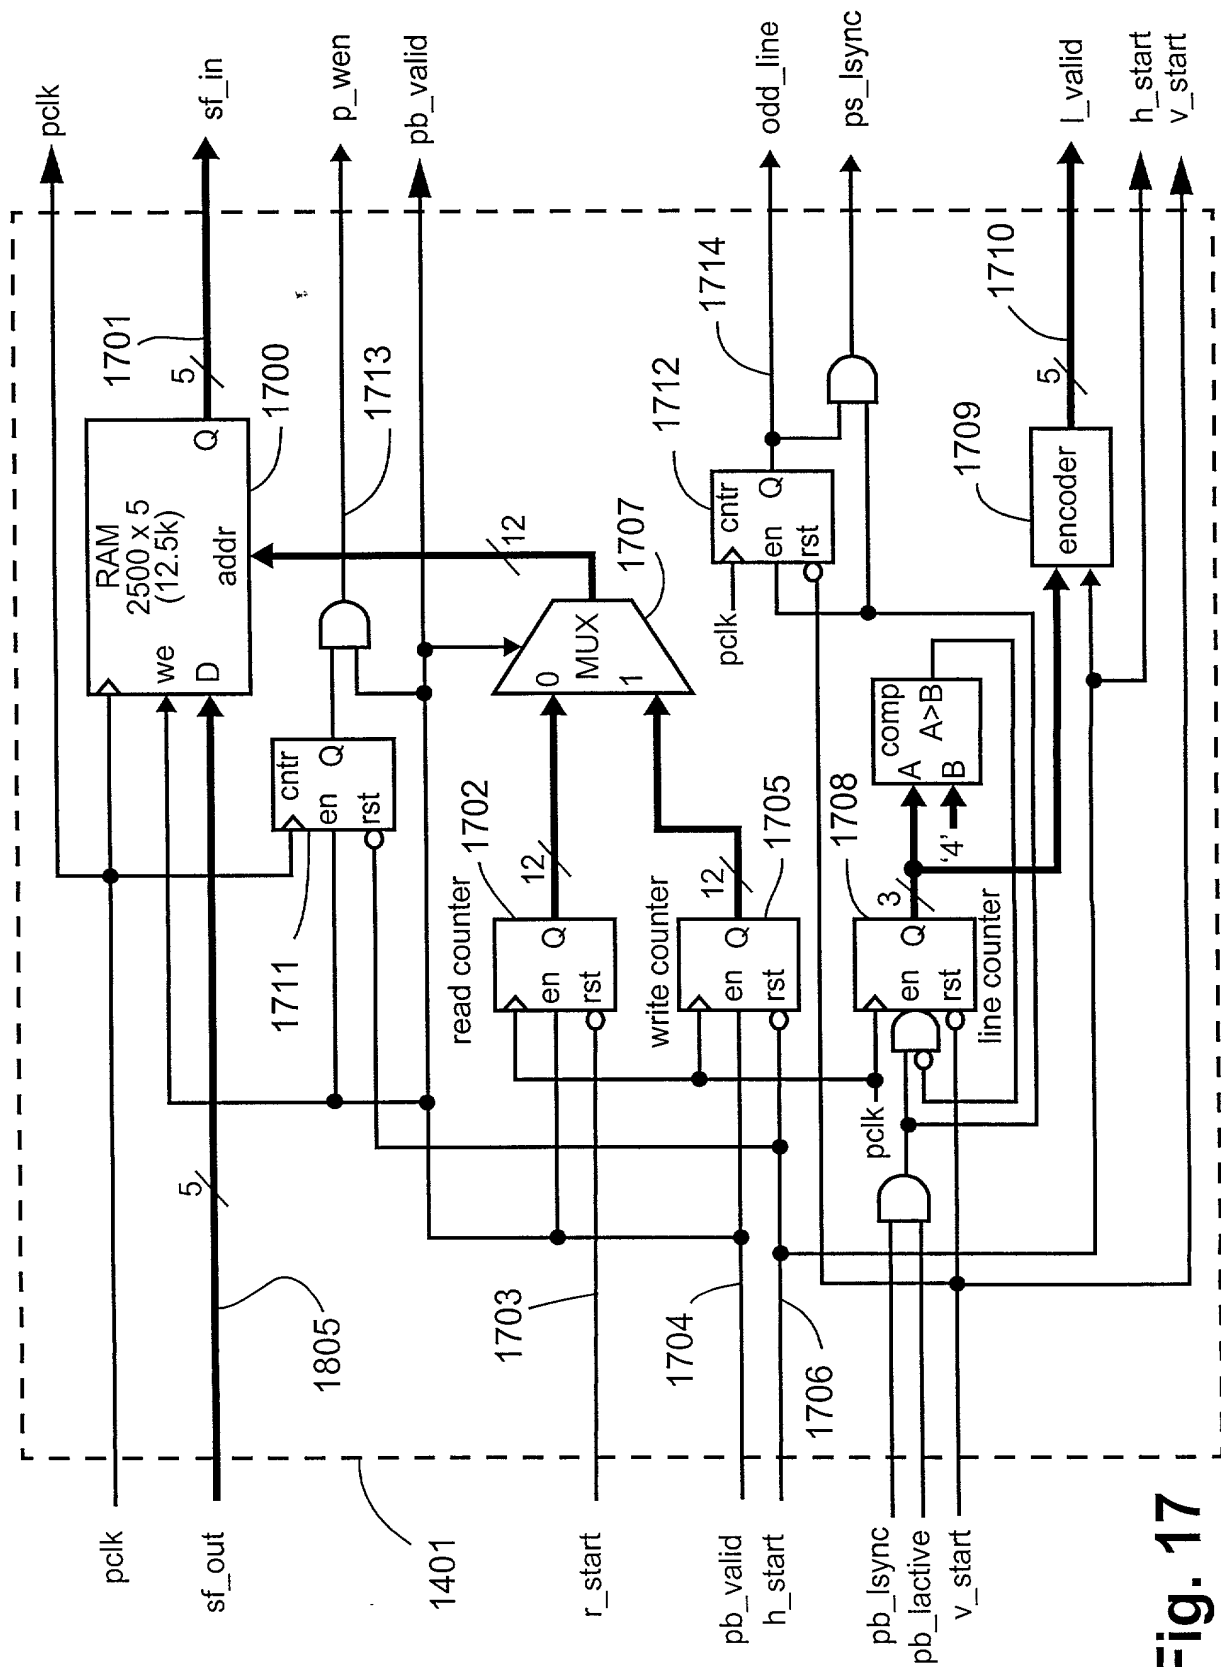 pclk
sf_out
r_start
pb_valid
h_start
pb_lsync
pb_lactive
v_start
1401
1805
5
1703
1704
1706
1711
cntr
en
Q
rst
RAM
2500 x 5
(12.5k)
we
D
addr
Q
1701
5
1700
1713
12
read counter
1702
en
Q
rst
12
write counter
1705
en
Q
rst
12
0
MUX
1
1707
pclk
1708
en
Q
rst
line counter
3
comp
A
A>B
B
'4'
pclk
1712
cntr
en
Q
rst
1714
encoder
1709
5
1710
pclk
sf_in
p_wen
pb_valid
odd_line
ps_lsync
l_valid
h_start
v_start
Fig. 17